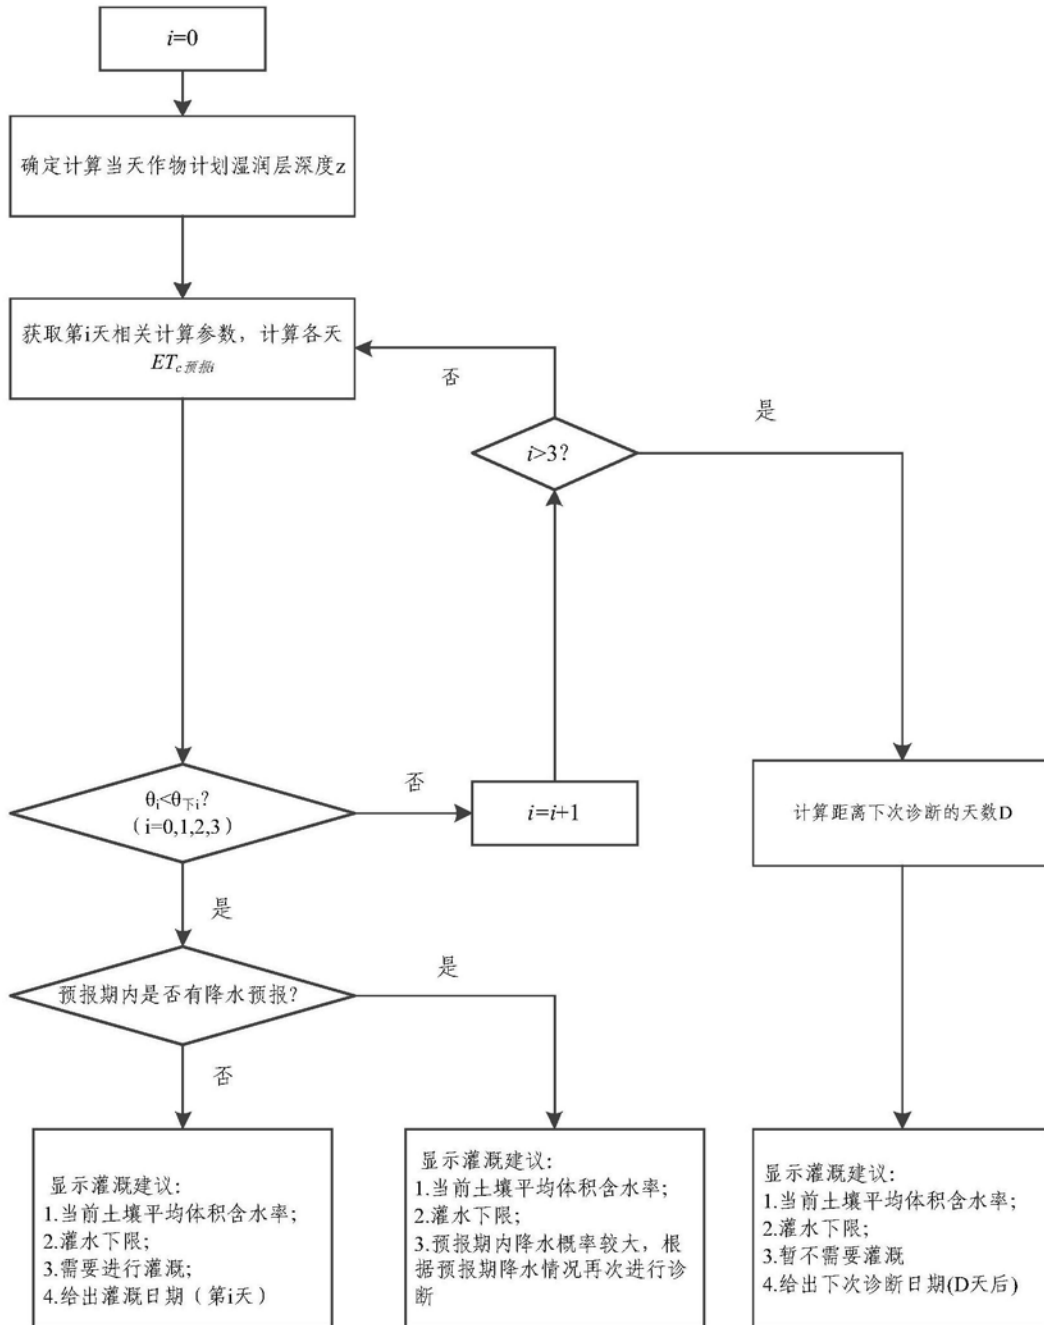 i=0
确定计算当天作物计划湿润层深度z
获取第i天相关计算参数，计算各天
ETc预报i
否
是
i>3?
θi<θ下i?
（i=0,1,2,3）
否
i=i+1
计算距离下次诊断的天数D
是
预报期内是否有降水预报?
是
否
显示灌溉建议:
1.当前土壤平均体积含水率;
2.灌水下限;
3.需要进行灌溉;
4.给出灌溉日期（第i天）
显示灌溉建议:
1.当前土壤平均体积含水率;
2.灌水下限;
3.预报期内降水概率较大，根
据预报期降水情况再次进行诊
断
显示灌溉建议:
1.当前土壤平均体积含水率;
2.灌水下限;
3.暂不需要灌溉
4.给出下次诊断日期(D天后)